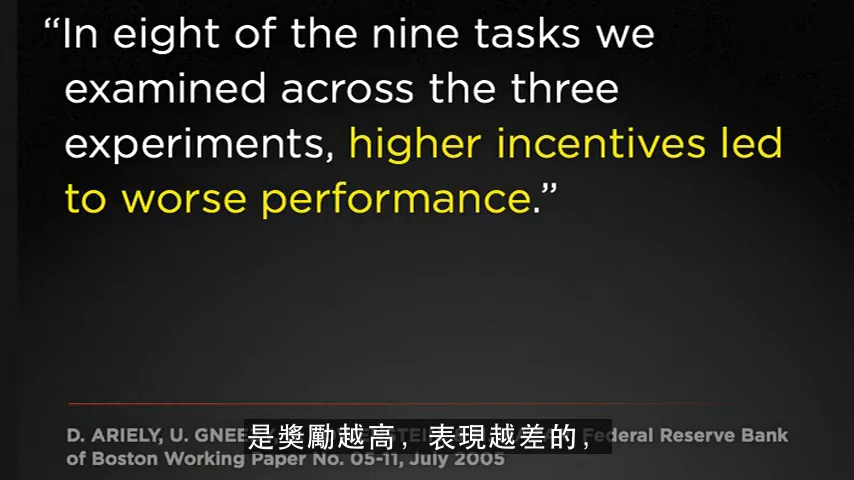 “In eight of the nine tasks we
examined across the three
experiments, higher incentives led
to worse performance.”
D. ARIELY, U. GNEE Federal Reserve Bank
of Boston Working Paper No. 05-11, July 2005
是獎勵越高，表現越差的，